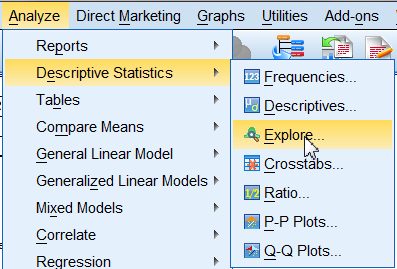 Analyze Direct Marketing Graphs Utilities Add-ons
Reports
Descriptive Statistics
Tables
Compare Means
General Linear Model
Generalized Linear Models
Mixed Models
Correlate
Regression
123 Frequencies...
Descriptives...
Explore...
Crosstabs...
Ratio...
P-P Plots...
Q-Q Plots...